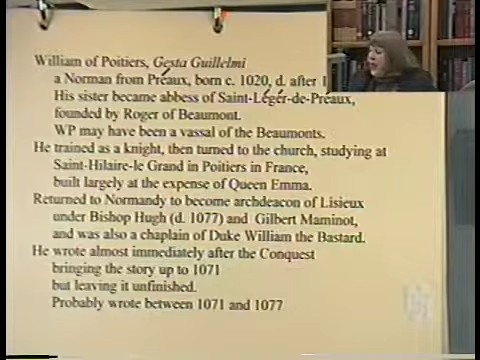 William of Poitiers, Gesta Guillelmi
a Norman from Préaux, born c. 1020, d. after 1
His sister became abbess of Saint-Légér-de-Préaux,
founded by Roger of Beaumont.
WP may have been a vassal of the Beaumonts.
He trained as a knight, then turned to the church, studying at
Saint-Hilaire-le Grand in Poitiers in France,
built largely at the expense of Queen Emma.
Returned to Normandy to become archdeacon of Lisieux
under Bishop Hugh (d. 1077) and Gilbert Maminot,
and was also a chaplain of Duke William the Bastard.
He wrote almost immediately after the Conquest
bringing the story up to 1071
but leaving it unfinished.
Probably wrote between 1071 and 1077